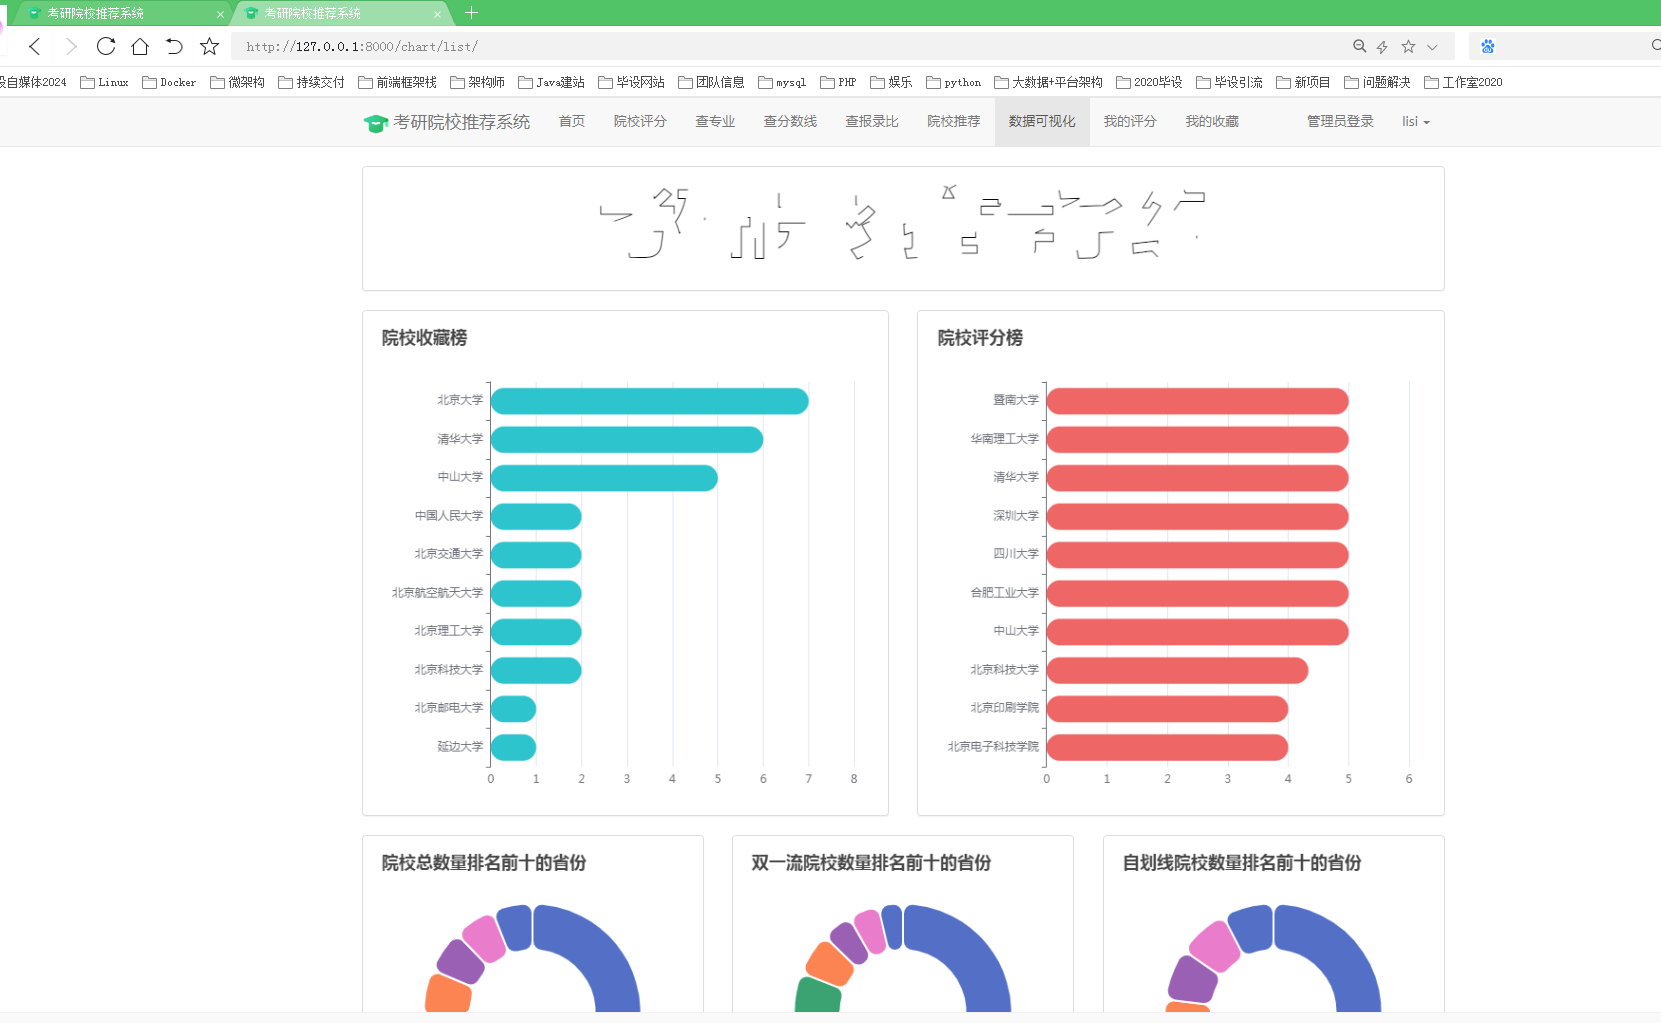 考研院校推荐系统
考研院校推荐系统
http://127.0.0.1:8000/chart/list/
设自媒体2024 Linux Docker 微架构 持续交付 前端框架栈 架构师 Java建站 毕设网站 团队信息 mysql PHP 娱乐 python 大数据+平台架构 2020毕设 毕设引流 新项目 问题解决 工作室2020
考研院校推荐系统 首页 院校评分 查专业 查分数线 查报录比 院校推荐 数据可视化 我的评分 我的收藏 管理员登录 lisi
院校收藏榜
北京大学
清华大学
中山大学
中国人民大学
北京交通大学
北京航空航天大学
北京理工大学
北京科技大学
北京邮电大学
延边大学
0 1 2 3 4 5 6 7 8
院校评分榜
暨南大学
华南理工大学
清华大学
深圳大学
四川大学
合肥工业大学
中山大学
北京科技大学
北京印刷学院
北京电子科技学院
0 1 2 3 4 5 6
院校总数量排名前十的省份
双一流院校数量排名前十的省份
自划线院校数量排名前十的省份